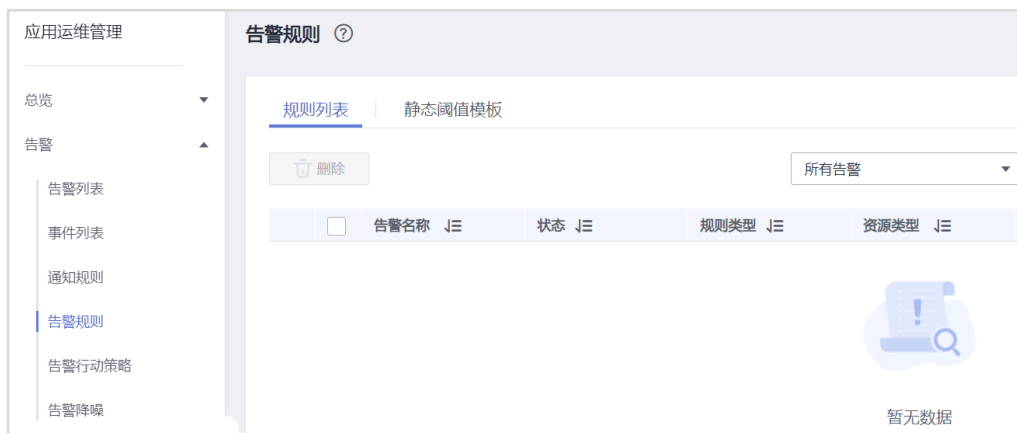 应用运维管理
总览
告警
告警列表
事件列表
通知规则
告警规则
告警行动策略
告警降噪
告警规则 ?
规则列表 静态阈值模板
删除 所有告警
告警名称 状态 规则类型 资源类型
暂无数据